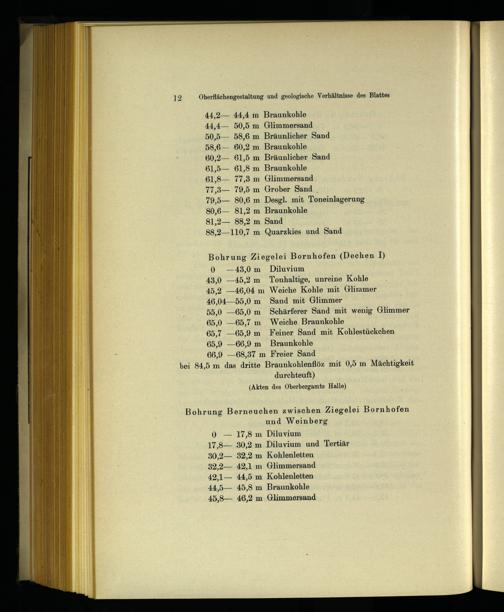 12 Oberflächengestaltung und geologische Verhältnisse des Blattes
44,2— 44,4 m Braunkohle
44,4— 50,5 m Glimmersand
50,5— 58,6 m Bräunlicher Sand
58,6— 60,2 m Braunkohle
60,2— 61,5 m Bräunlicher Sand
61,5— 61,8 m Braunkohle
61,8— 77,3 m Glimmersand
77,3— 79,5 m Grober Sand
79,5— 80,6 m Desgl. mit Toneinlagerung
80,6— 81,2 m Braunkohle
81,2— 88,2 m Sand
88,2—110,7 m Quarzkies und Sand
Bohrung Ziegelei Bornhofen (Dechen I)
0 —43,0 m Diluvium
43,0 —45,2 m Tonhaltige, unreine Kohle
45,2 —46,04 m Weiche Kohle mit Glimmer
46,04—55,0 m Sand mit Glimmer
55,0 —65,0 m Schärferer Sand mit wenig Glimmer
65,0 —65,7 m Weiche Braunkohle
65,7 —65,9 m Feiner Sand mit Kohlestückchen
65,9 —66,9 m Braunkohle
66,9 —68,37 m Freier Sand
bei 84,5 m das dritte Braunkohlenflöz mit 0,5 m Mächtigkeit
durchteuft)
(Akten des Oberbergamts Halle)
Bohrung Berneuchen zwischen Ziegelei Bornhofen
und Weinberg
0 — 17,8 m Diluvium
17,8— 30,2 m Diluvium und Tertiär
30,2— 32,2 m Kohlenletten
32,2— 42,1 m Glimmersand
42,1— 44,5 m Kohlenletten
44,5— 45,8 m Braunkohle
45,8— 46,2 m Glimmersand